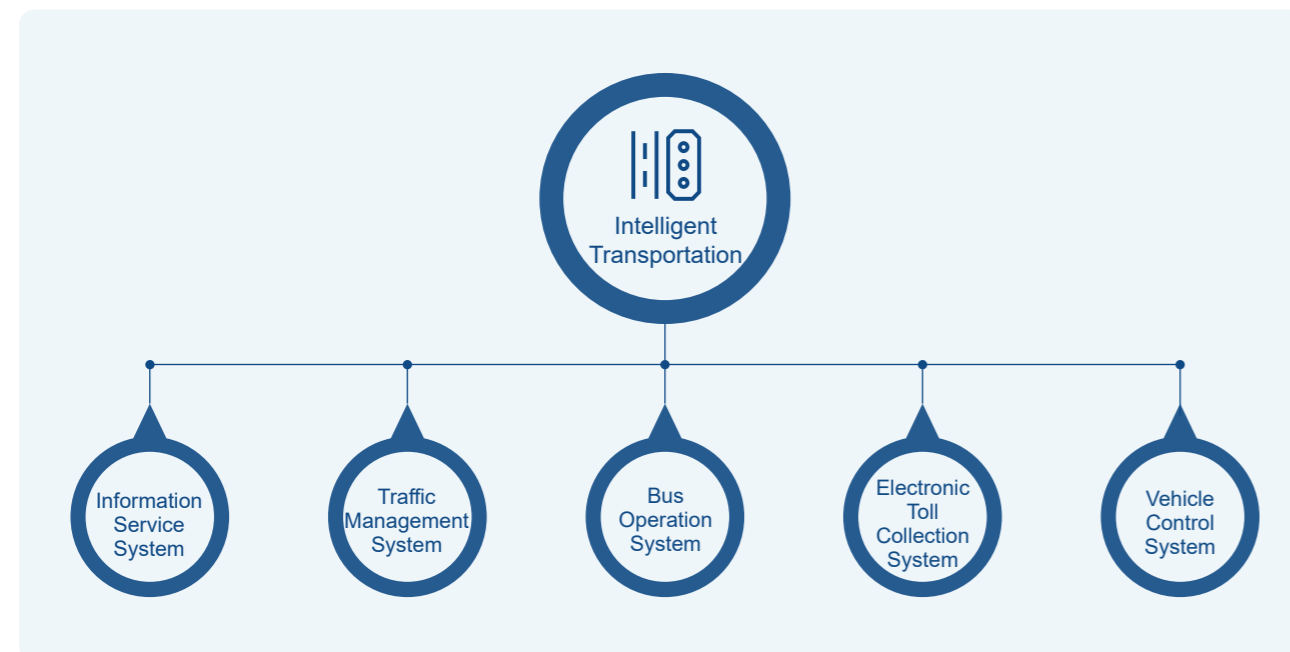 Intelligent
Transportation
Information
Service
System
Traffic
Management
System
Bus
Operation
System
Electronic
Toll
Collection
System
Vehicle
Control
System